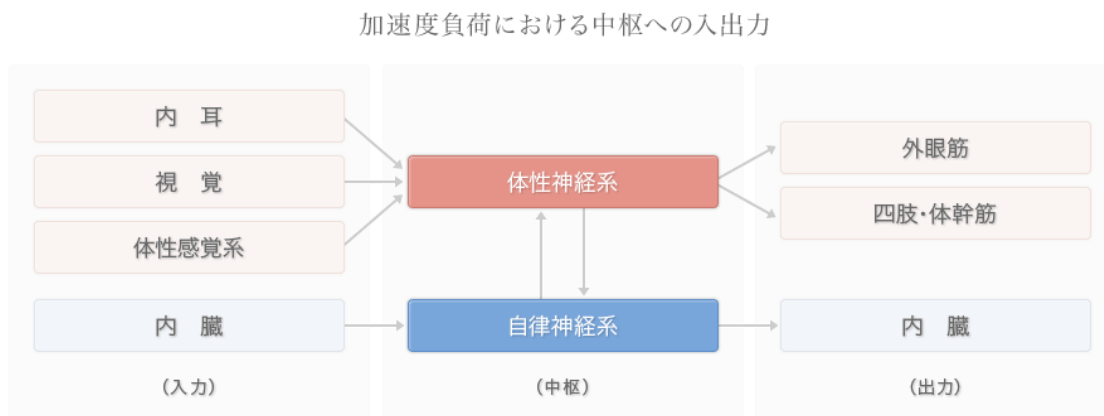 加速度負荷における中枢への入出力
内　耳
視　覚
体性感覚系
内　臓
(入力)
体性神経系
自律神経系
(中枢)
外眼筋
四肢・体幹筋
内　臓
(出力)